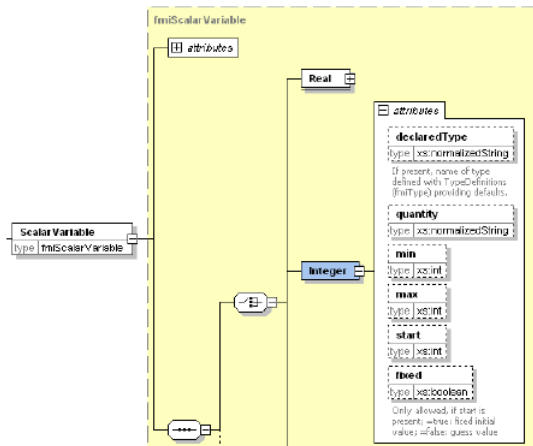 fmiScalarVariable
attributes
Real
attributes
declaredType
type xs:normalizedString
If present, name of type
defined with TypeDefinitions
(fmiType) providing defaults.
quantity
type xs:normalizedString
ScalarVariable
type fmiScalarVariable
min
type xs:int
Integer
max
type xs:int
start
type xs:int
fixed
type xs:boolean
Only allowed, if start is
present; =true: fixed initial
value; =false: guess value